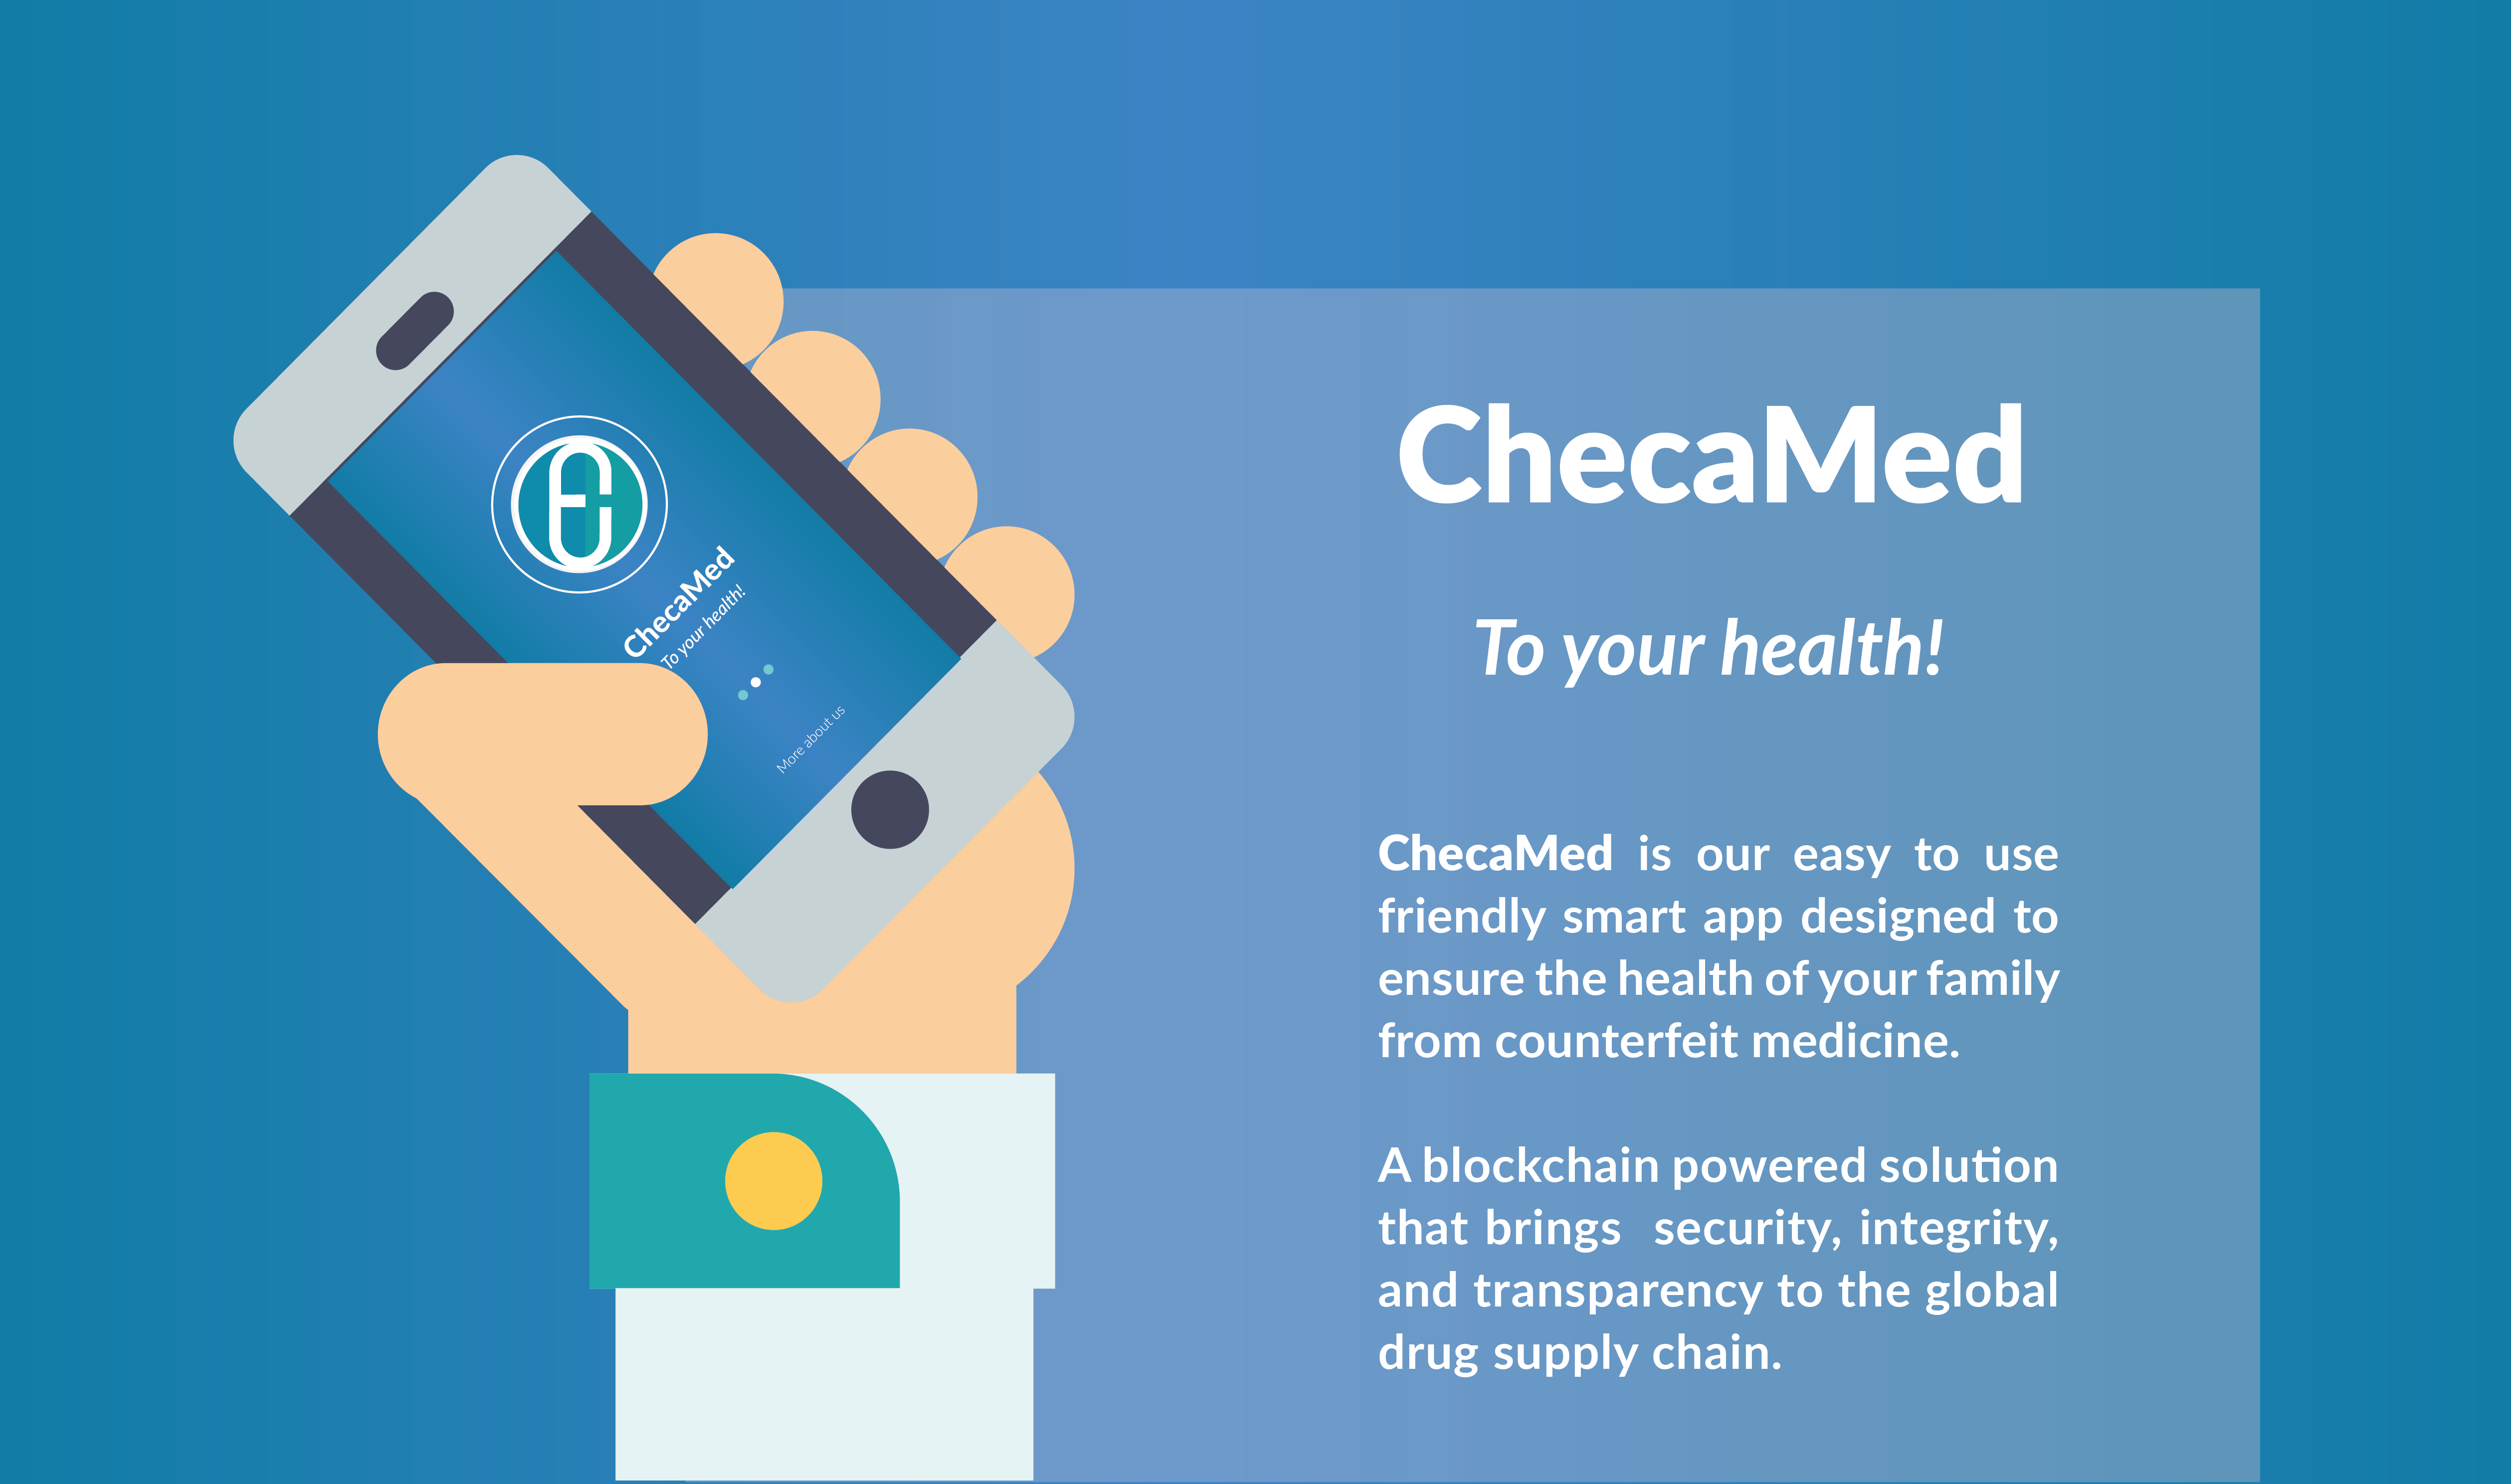 ChecaMed
To your health!
More about us
ChecaMed
To your health!
ChecaMed is our easy to use
friendly smart app designed to
ensure the health of your family
from counterfeit medicine.
A blockchain powered solution
that brings security, integrity,
and transparency to the global
drug supply chain.